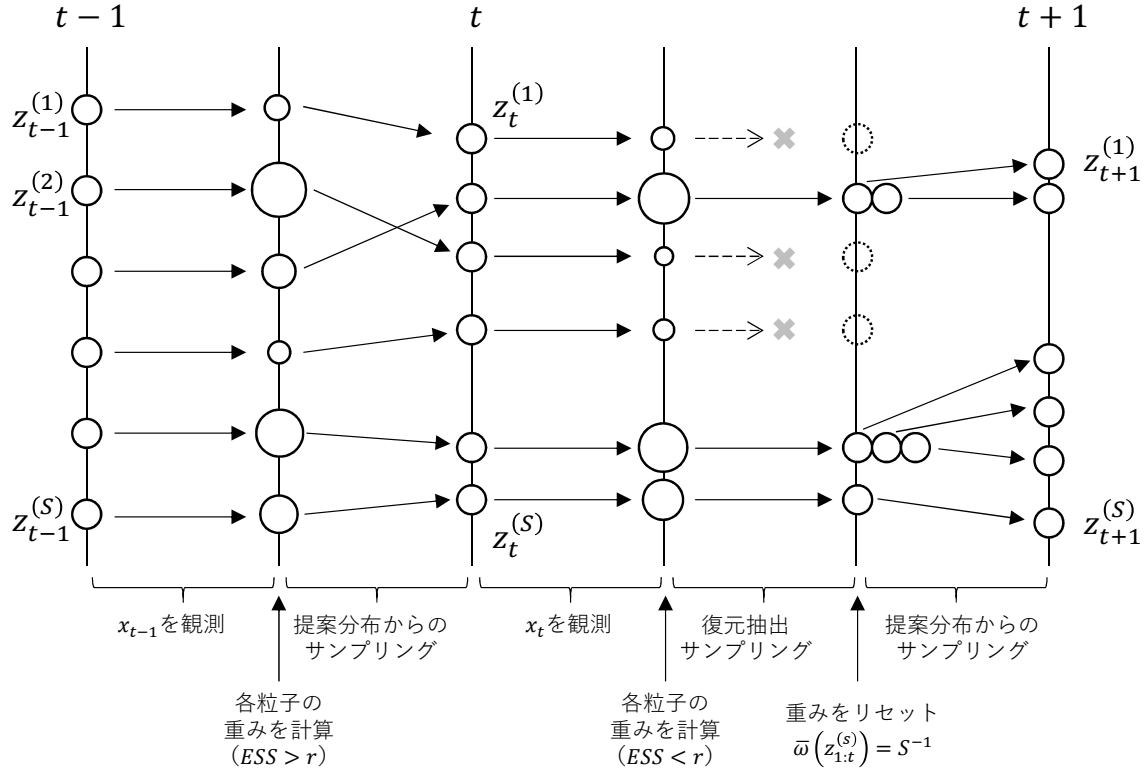 t − 1
t
t + 1
z_{t−1}^{(1)}
z_{t−1}^{(2)}
z_{t−1}^{(S)}
z_t^{(1)}
z_t^{(S)}
z_{t+1}^{(1)}
z_{t+1}^{(S)}
x_{t−1}を観測
提案分布からの
サンプリング
x_tを観測
復元抽出
サンプリング
提案分布からの
サンプリング
各粒子の
重みを計算
(ESS > r)
各粒子の
重みを計算
(ESS < r)
重みをリセット
ω̅(z_{1:t}^{(s)}) = S^{−1}